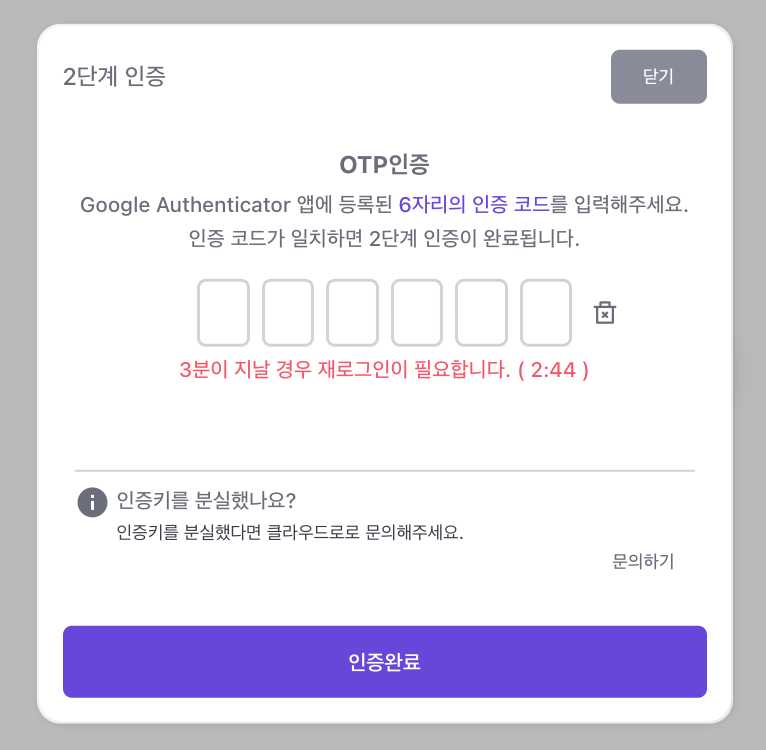 2단계 인증
닫기
OTP인증
Google Authenticator 앱에 등록된 6자리의 인증 코드를 입력해주세요.
인증 코드가 일치하면 2단계 인증이 완료됩니다.
3분이 지날 경우 재로그인이 필요합니다. ( 2:44 )
인증키를 분실했나요?
인증키를 분실했다면 클라우드로로 문의해주세요.
문의하기
인증완료